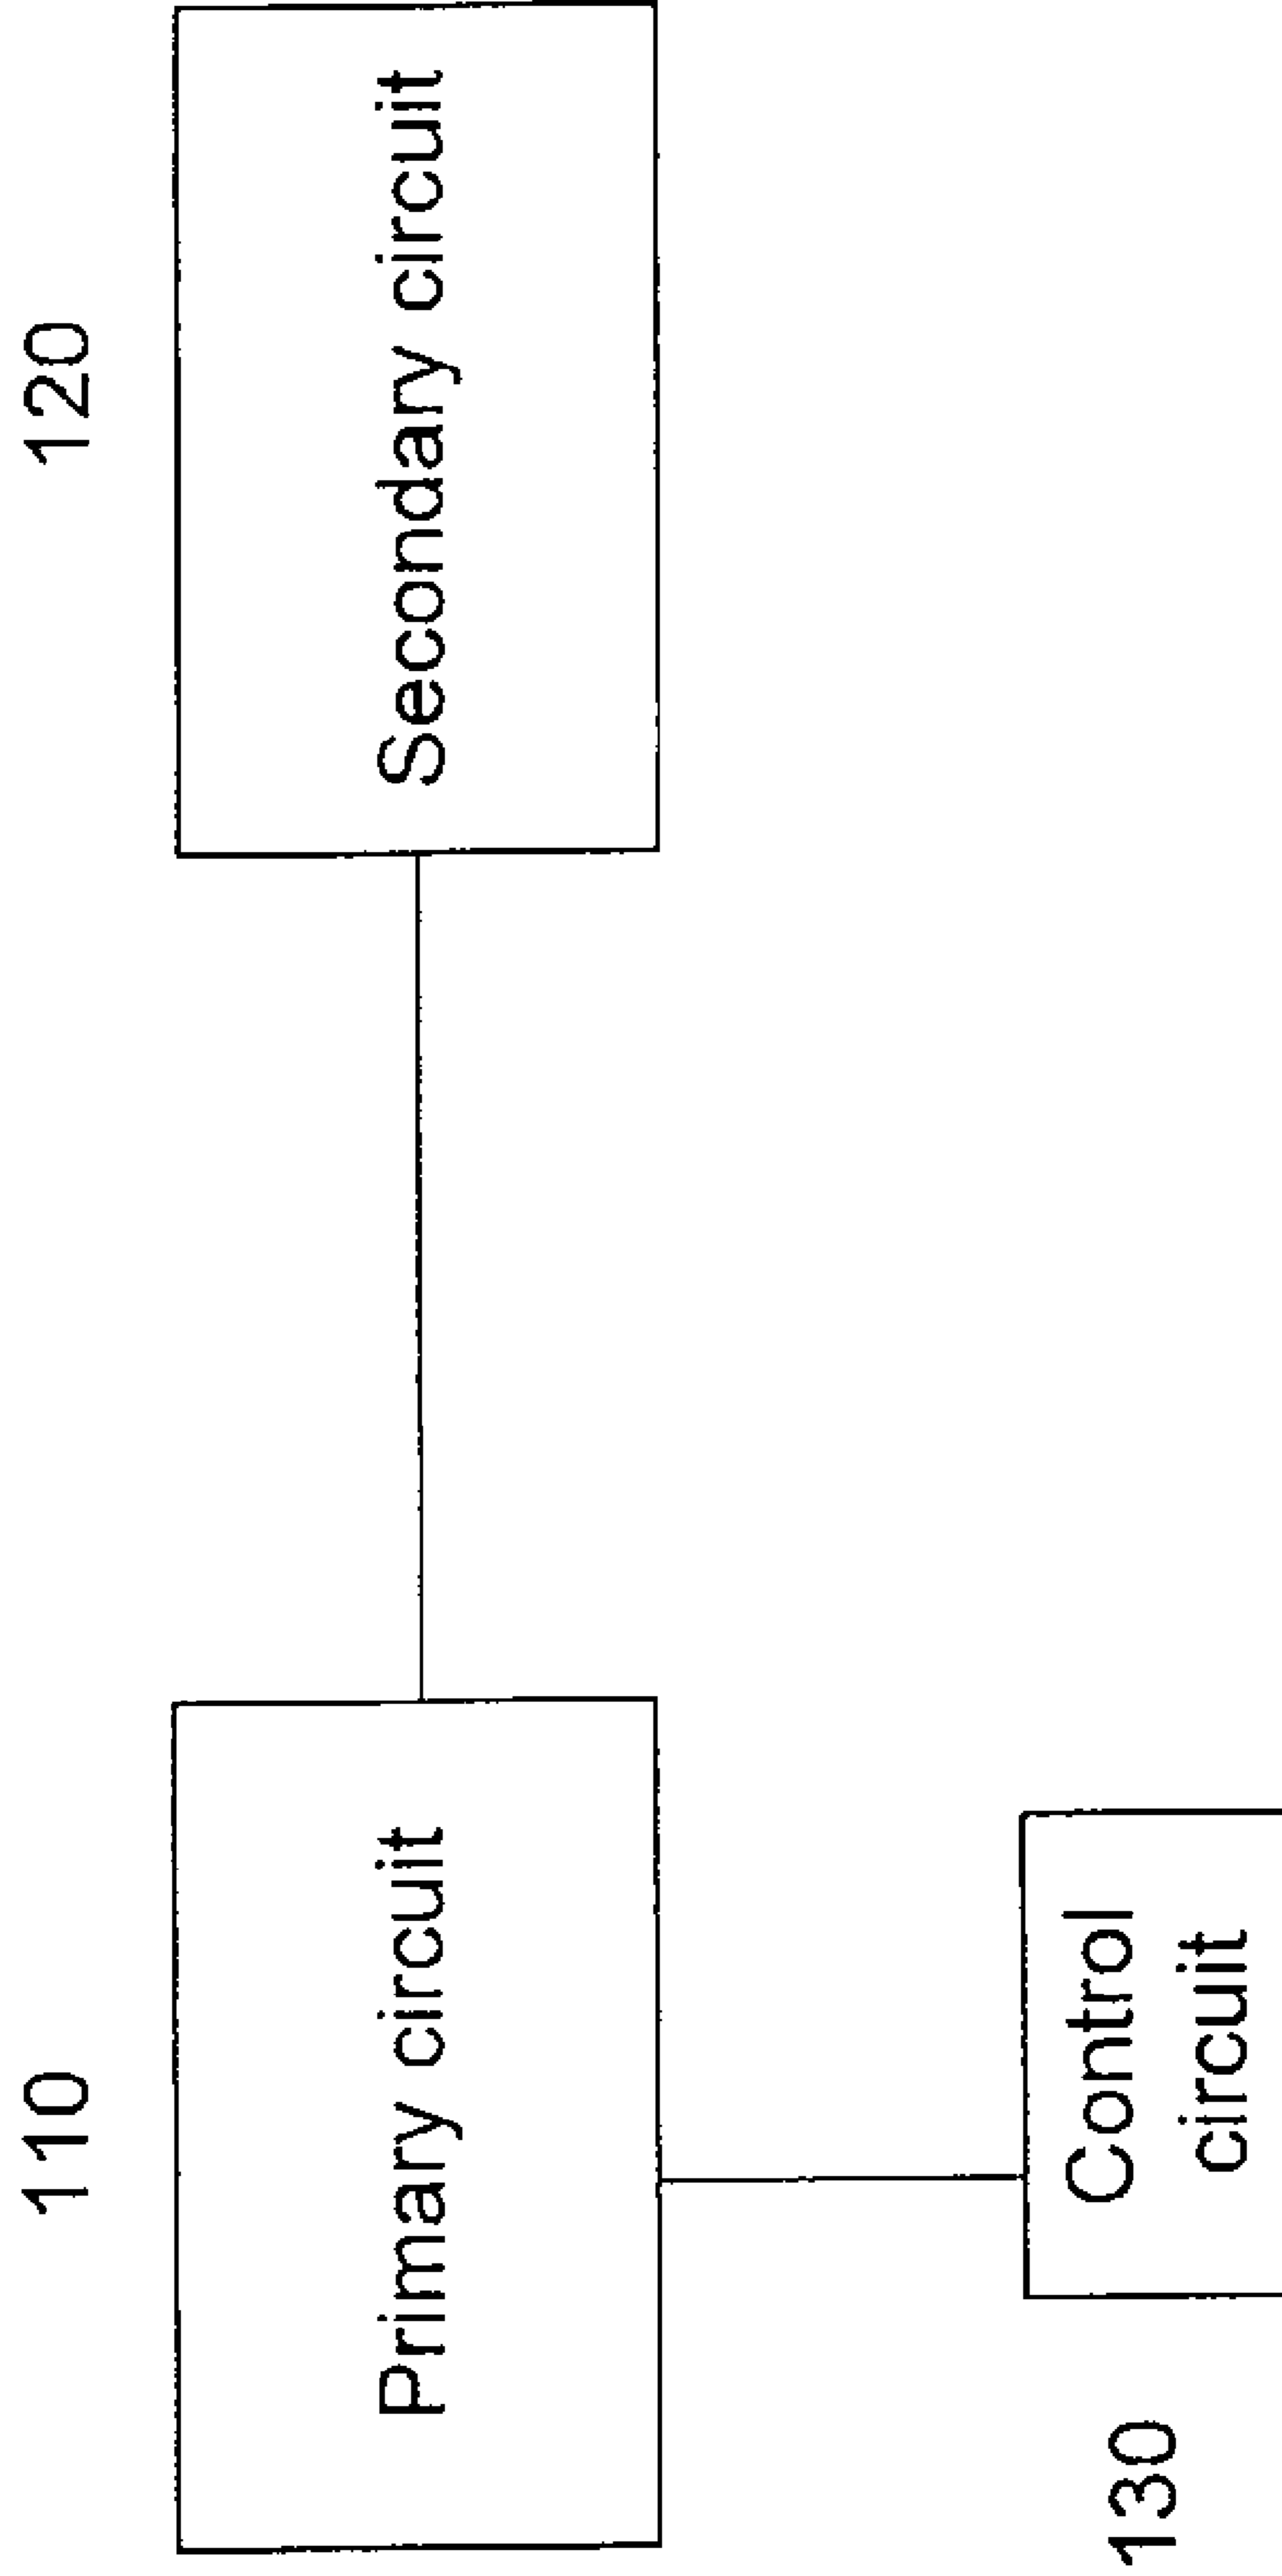 110
120
Primary circuit
Secondary circuit
130
Control
circuit